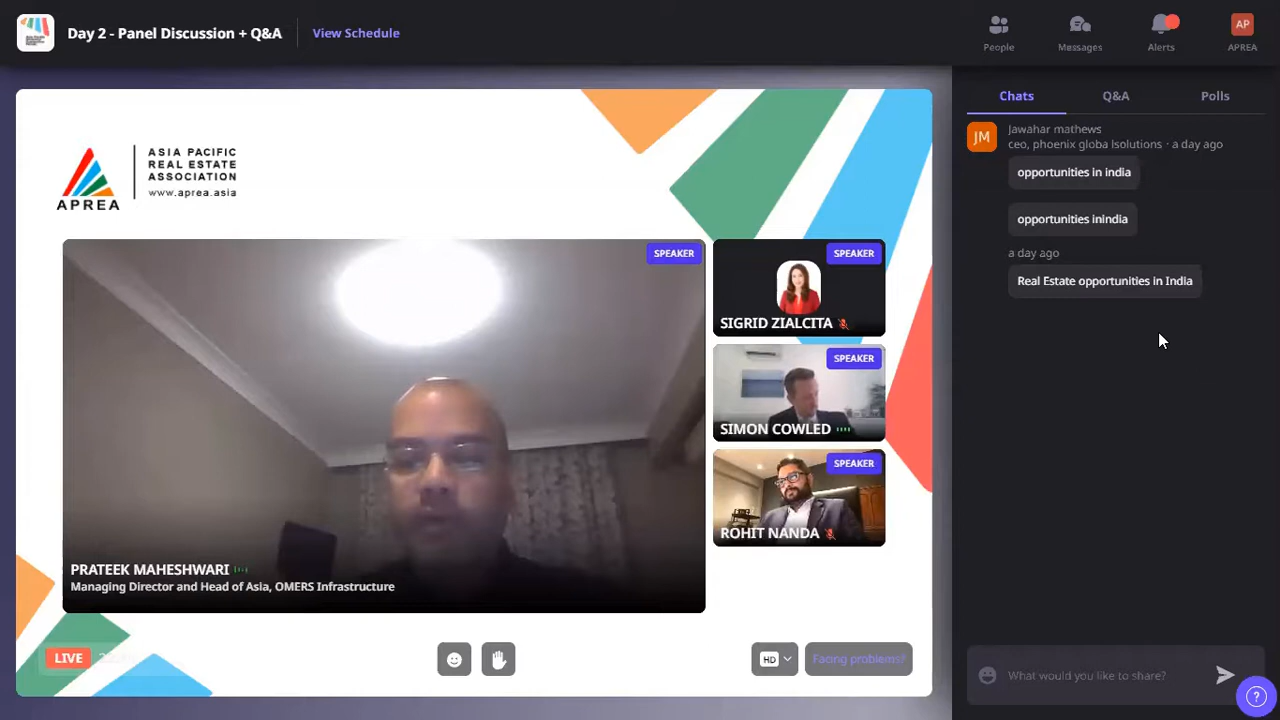 Day 2 - Panel Discussion + Q&A
View Schedule
People
Messages
Alerts
AP
APREA
Chats
Q&A
Polls
JM
Jawahar mathews
ceo, phoenix globa lsolutions · a day ago
opportunities in india
opportunities inindia
a day ago
Real Estate opportunities in India
APREA
ASIA PACIFIC
REAL ESTATE
ASSOCIATION
www.aprea.asia
SPEAKER
PRATEEK MAHESHWARI
Managing Director and Head of Asia, OMERS Infrastructure
SPEAKER
SIGRID ZIALCITA
SPEAKER
SIMON COWLED
SPEAKER
ROHIT NANDA
LIVE
HD
Facing problems?
What would you like to share?
?